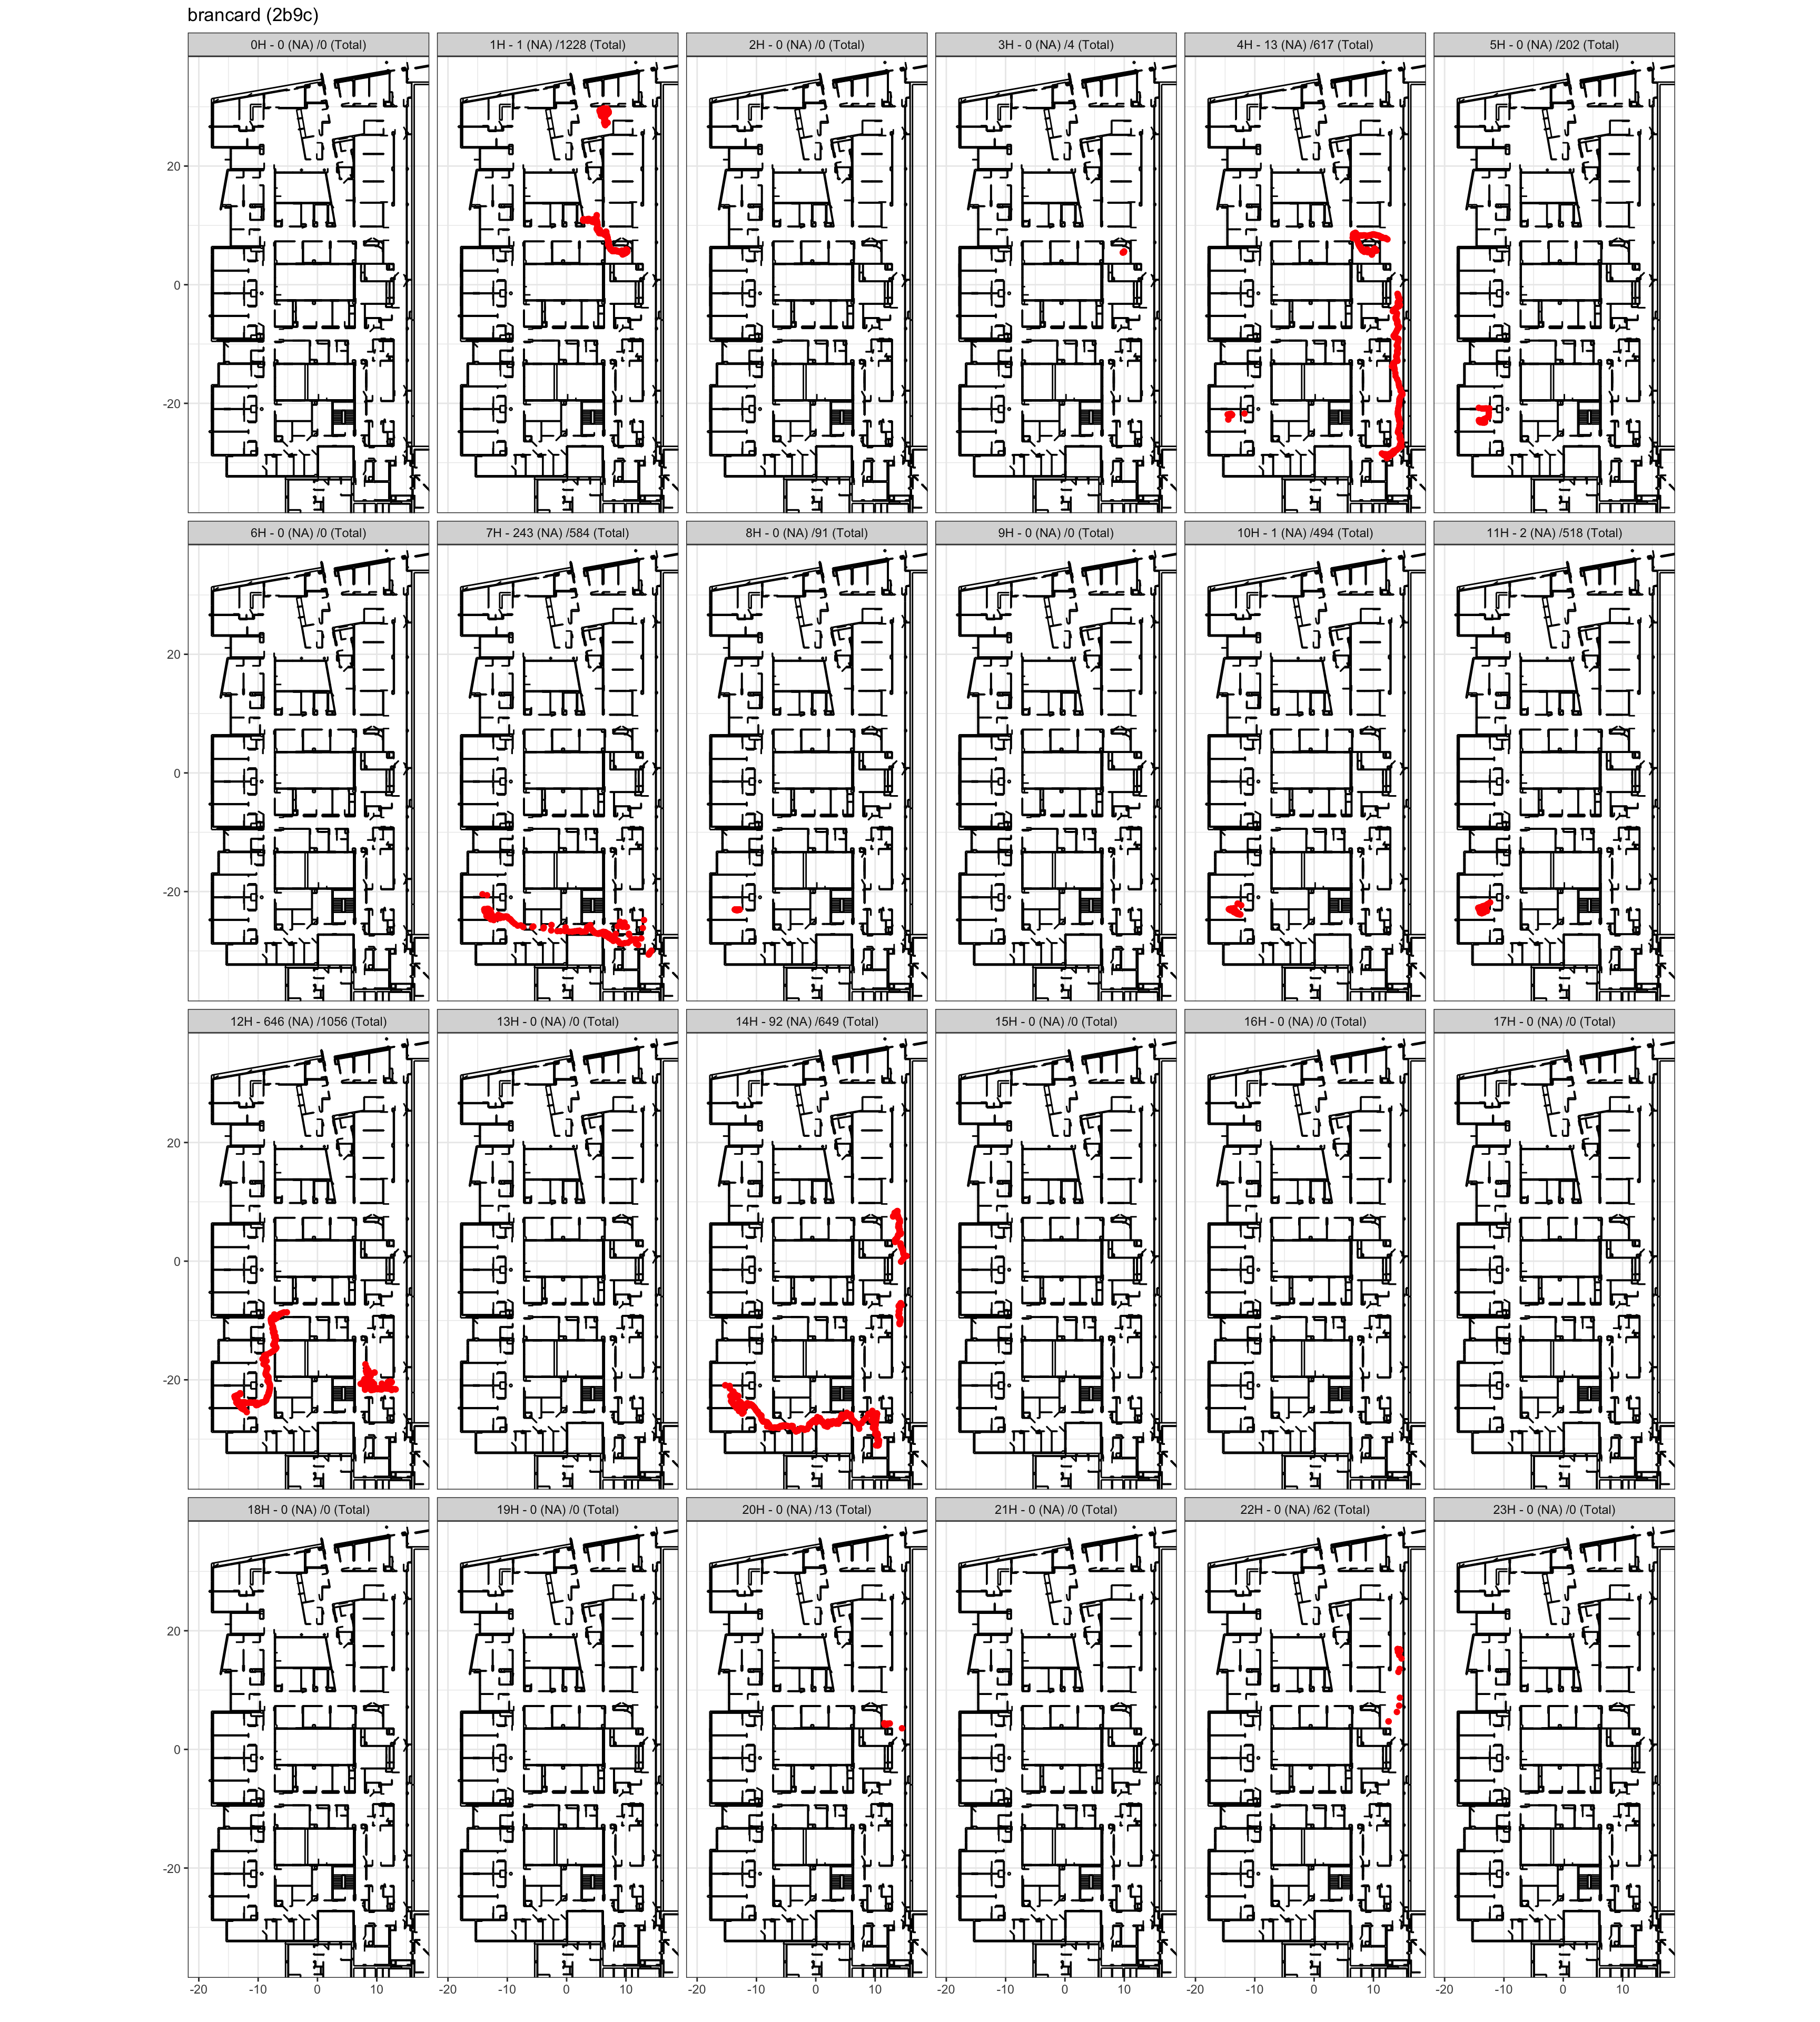 brancard (2b9c)
0H - 0 (NA) /0 (Total) 1H - 1 (NA) /1228 (Total) 2H - 0 (NA) /0 (Total) 3H - 0 (NA) /4 (Total) 4H - 13 (NA) /617 (Total) 5H - 0 (NA) /202 (Total)
20
0
-20
6H - 0 (NA) /0 (Total) 7H - 243 (NA) /584 (Total) 8H - 0 (NA) /91 (Total) 9H - 0 (NA) /0 (Total) 10H - 1 (NA) /494 (Total) 11H - 2 (NA) /518 (Total)
20
0
-20
12H - 646 (NA) /1056 (Total) 13H - 0 (NA) /0 (Total) 14H - 92 (NA) /649 (Total) 15H - 0 (NA) /0 (Total) 16H - 0 (NA) /0 (Total) 17H - 0 (NA) /0 (Total)
20
0
-20
18H - 0 (NA) /0 (Total) 19H - 0 (NA) /0 (Total) 20H - 0 (NA) /13 (Total) 21H - 0 (NA) /0 (Total) 22H - 0 (NA) /62 (Total) 23H - 0 (NA) /0 (Total)
20
0
-20
-20 -10 0 10 -20 -10 0 10 -20 -10 0 10 -20 -10 0 10 -20 -10 0 10 -20 -10 0 10